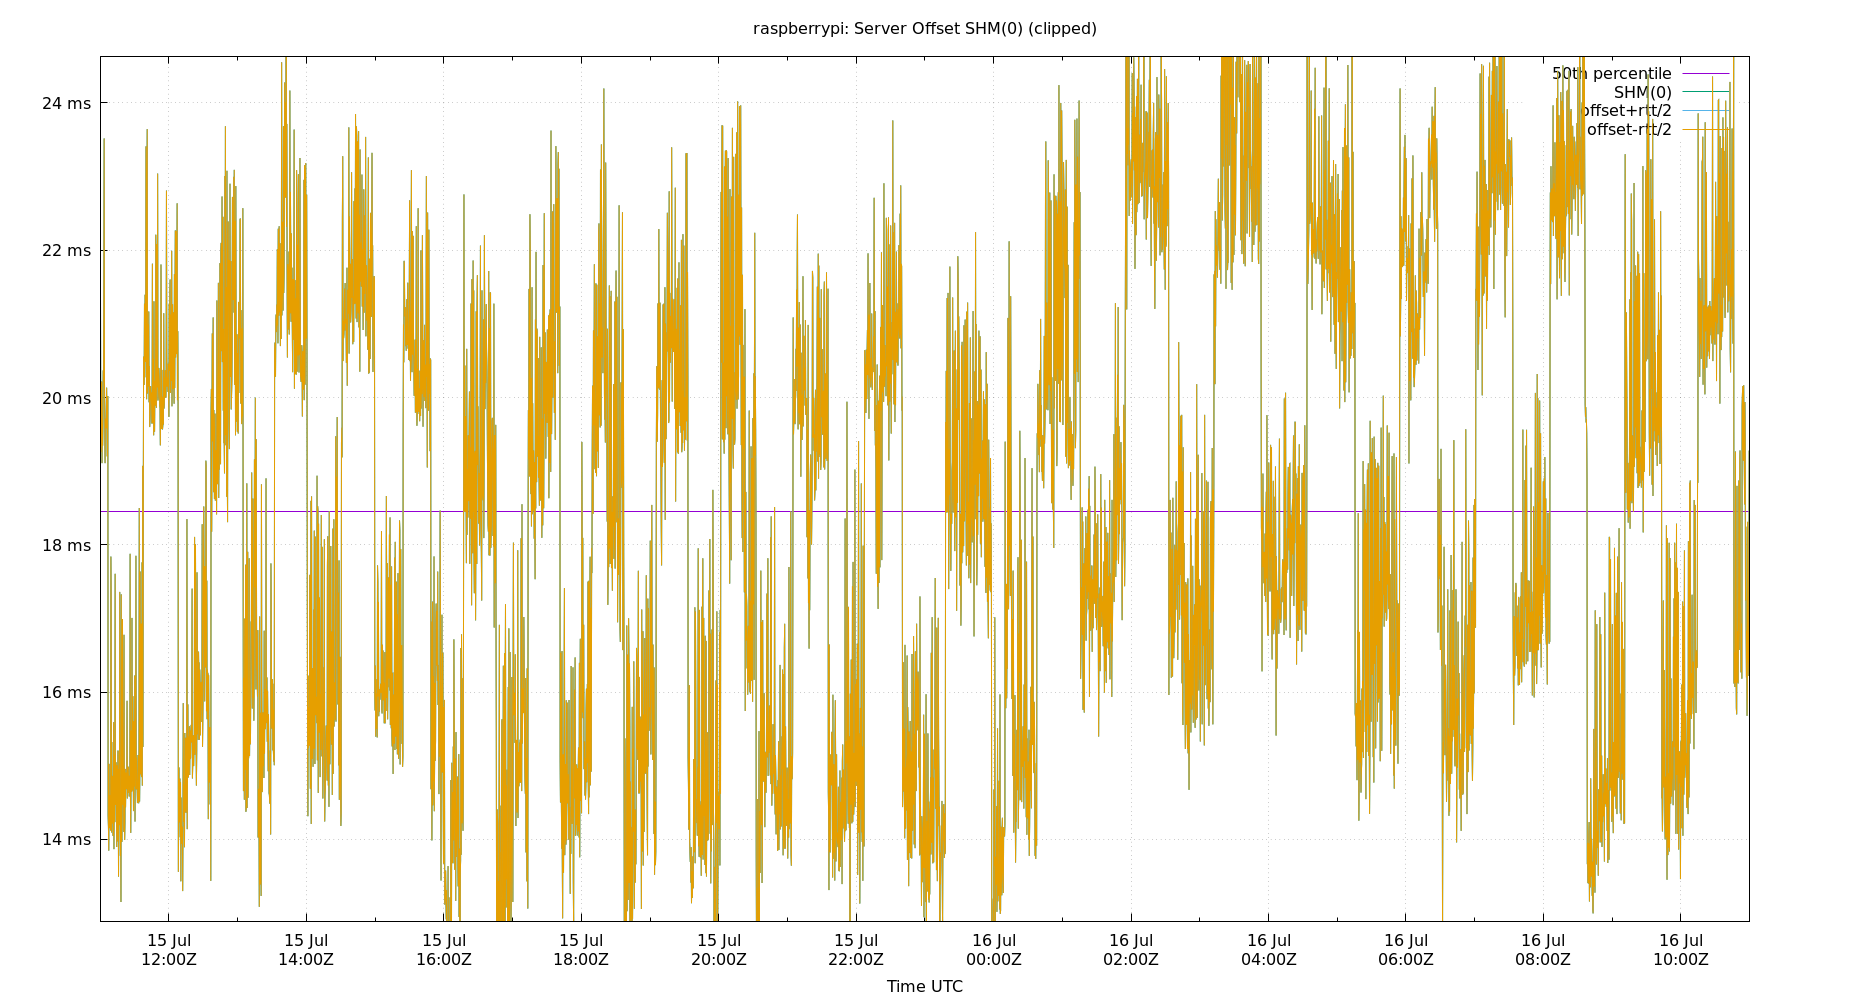 raspberrypi: Server Offset SHM(0) (clipped)
50th percentile
SHM(0)
offset+rtt/2
offset-rtt/2
24 ms
22 ms
20 ms
18 ms
16 ms
14 ms
15 Jul 15 Jul 15 Jul 15 Jul 15 Jul 15 Jul 16 Jul 16 Jul 16 Jul 16 Jul 16 Jul 16 Jul
12:00Z 14:00Z 16:00Z 18:00Z 20:00Z 22:00Z 00:00Z 02:00Z 04:00Z 06:00Z 08:00Z 10:00Z
Time UTC